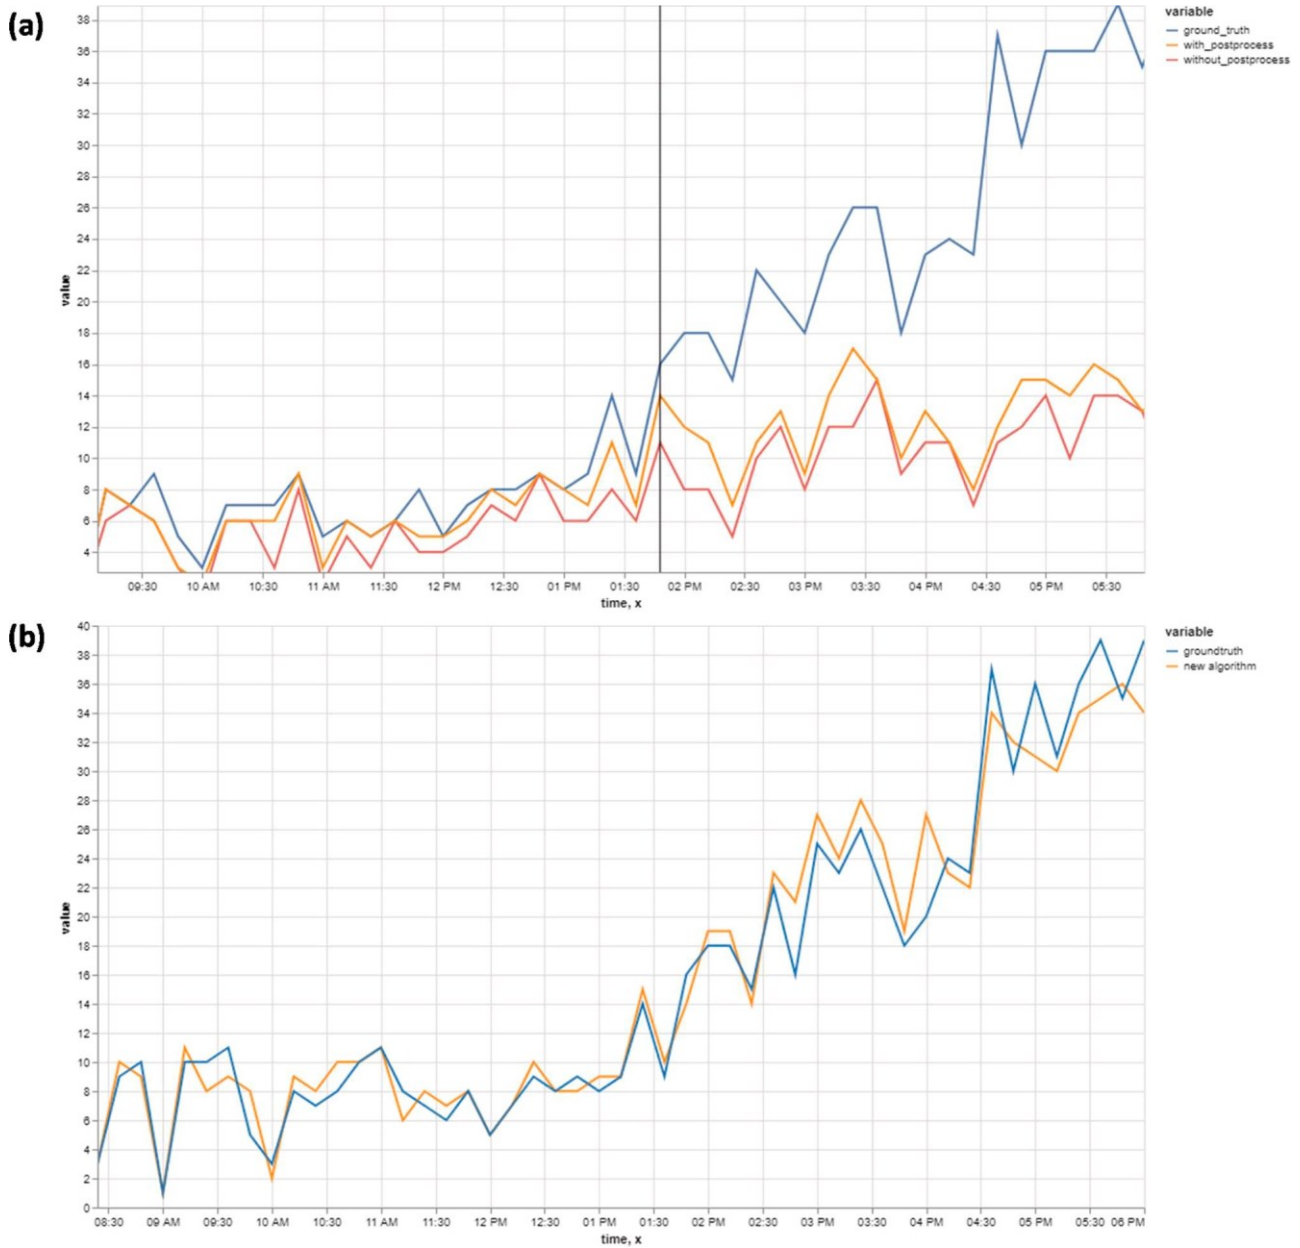 (a)
variable
ground_truth
with_postprocess
without_postprocess
38
36
34
32
30
28
26
24
22
20
18
16
14
12
10
8
6
4
value
09:30 10 AM 10:30 11 AM 11:30 12 PM 12:30 01 PM 01:30 02 PM 02:30 03 PM 03:30 04 PM 04:30 05 PM 05:30
time, x
(b)
variable
groundtruth
new algorithm
40
38
36
34
32
30
28
26
24
22
20
18
16
14
12
10
8
6
4
2
0
value
08:30 09 AM 09:30 10 AM 10:30 11 AM 11:30 12 PM 12:30 01 PM 01:30 02 PM 02:30 03 PM 03:30 04 PM 04:30 05 PM 05:30 06 PM
time, x